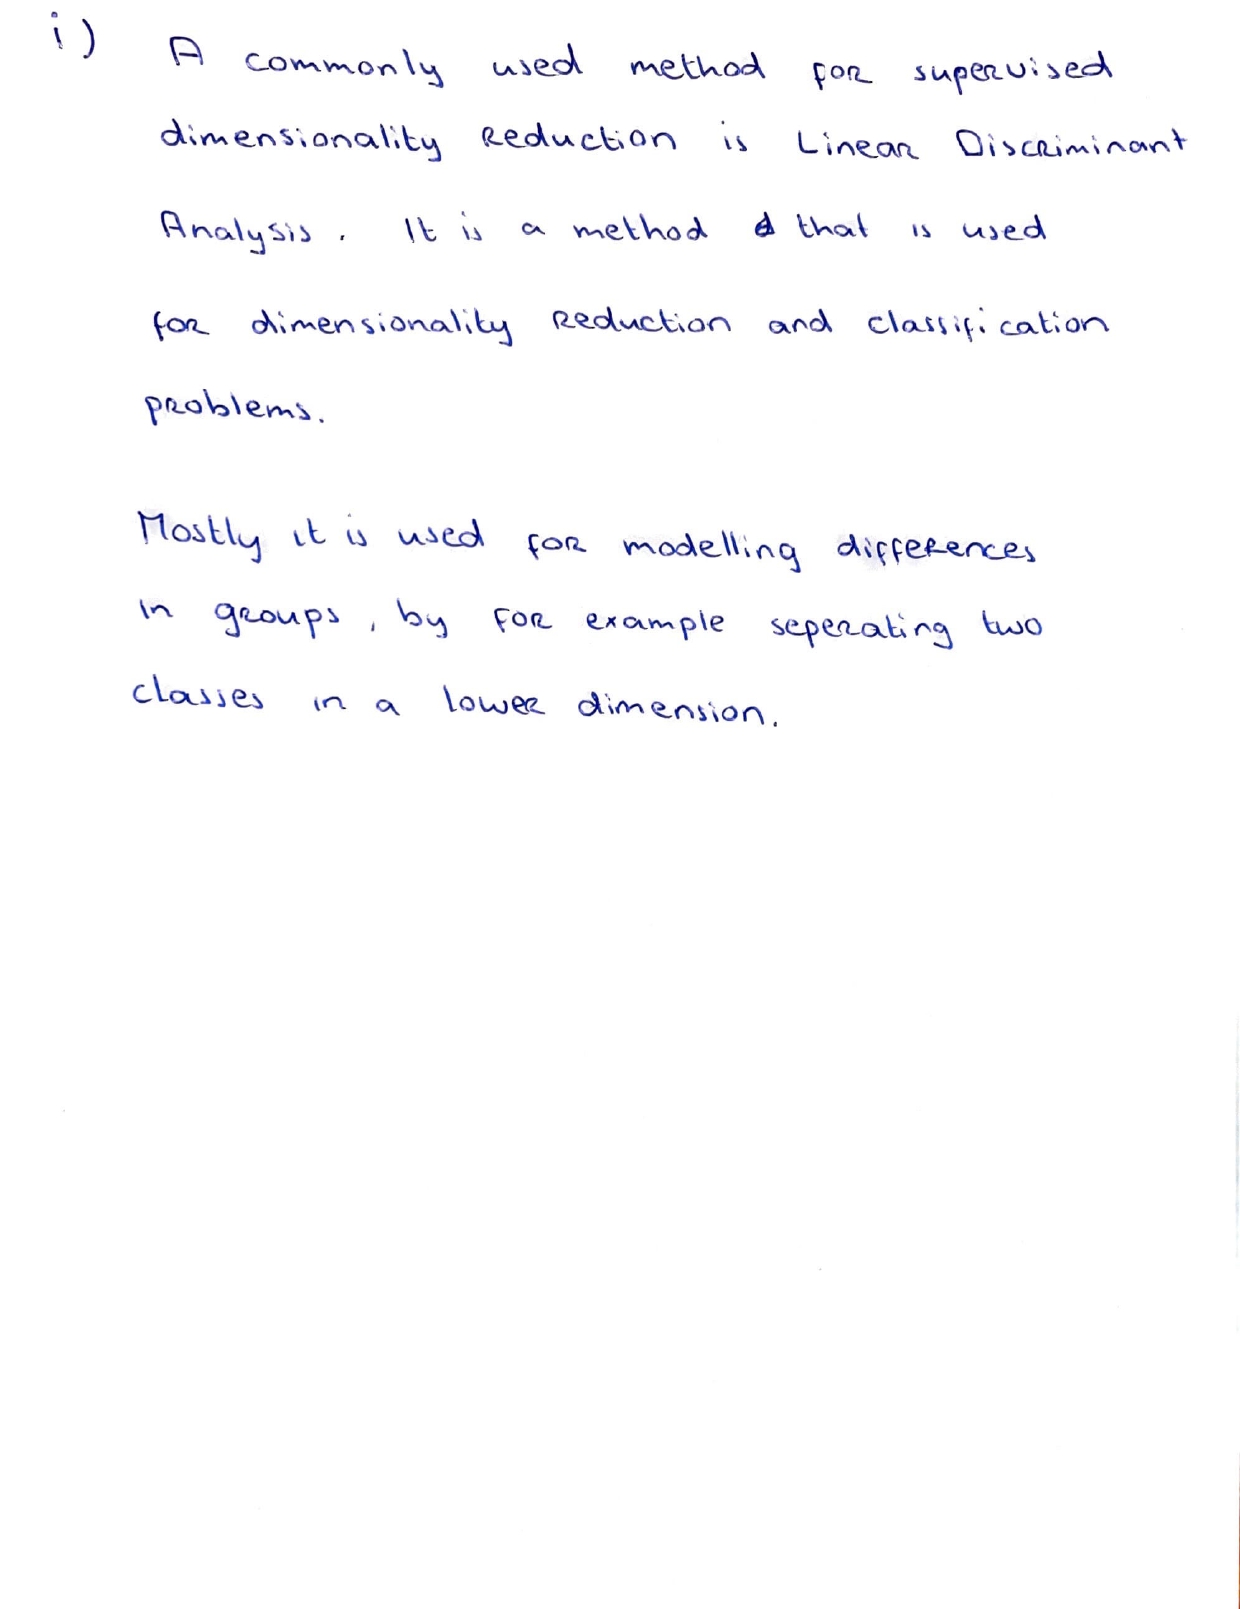 i) A commonly used method for supervised
dimensionality reduction is Linear Discriminant
Analysis. It is a method that is used
for dimensionality reduction and classification
problems.
Mostly it is used for modelling differences
in groups, by for example seperating two
classes in a lower dimension.